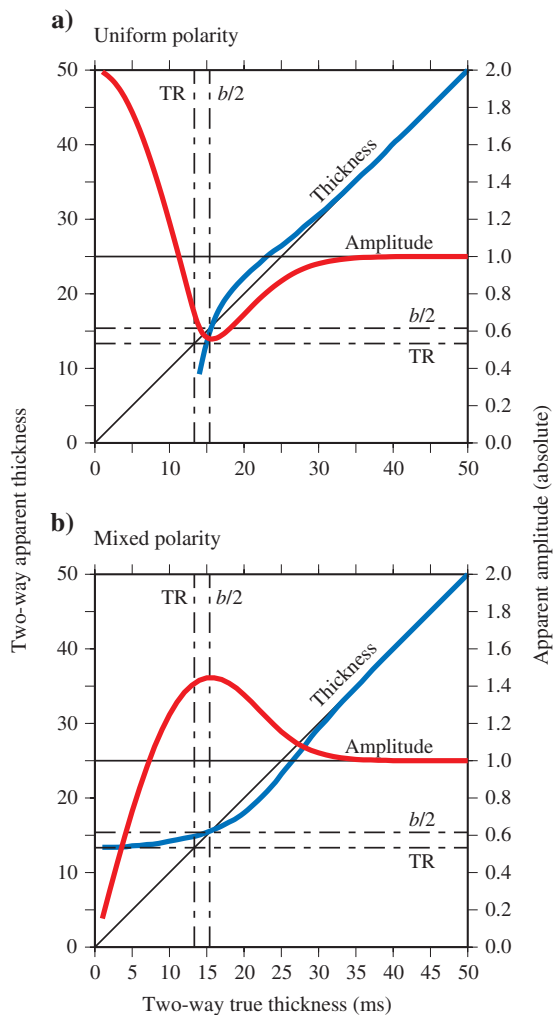 a)
Uniform polarity
50
40
30
20
10
0
2.0
1.8
1.6
1.4
1.2
1.0
0.8
0.6
0.4
0.2
0.0
TR
b/2
Thickness
Amplitude
b/2
TR
0
10
20
30
40
50
Two-way apparent thickness
Apparent amplitude (absolute)
b)
Mixed polarity
50
40
30
20
10
0
2.0
1.8
1.6
1.4
1.2
1.0
0.8
0.6
0.4
0.2
0.0
TR
b/2
Thickness
Amplitude
b/2
TR
0
5
10
15
20
25
30
35
40
45
50
Two-way true thickness (ms)